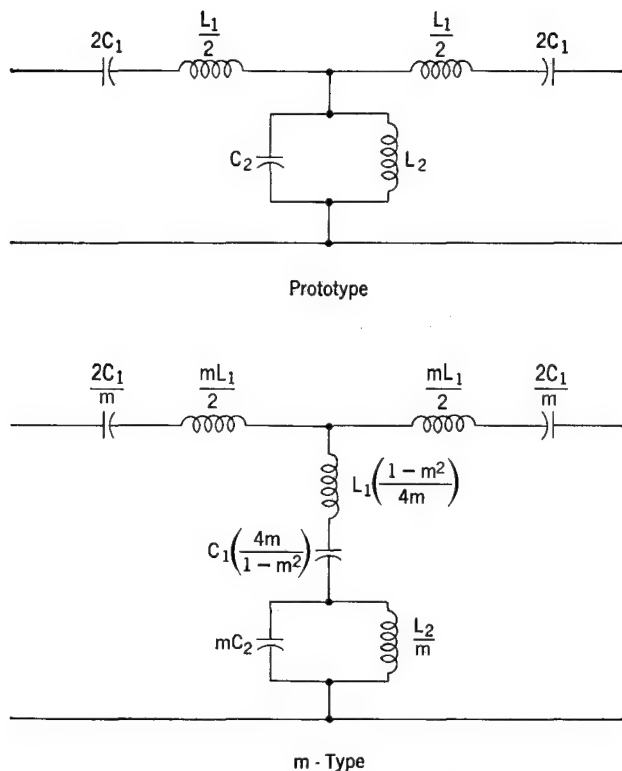 2C₁ L₁/2 L₁/2 2C₁
C₂ L₂
Prototype
2C₁/m mL₁/2 mL₁/2 2C₁/m
L₁((1 − m²)/4m)
C₁(4m/(1 − m²))
mC₂ L₂/m
m - Type